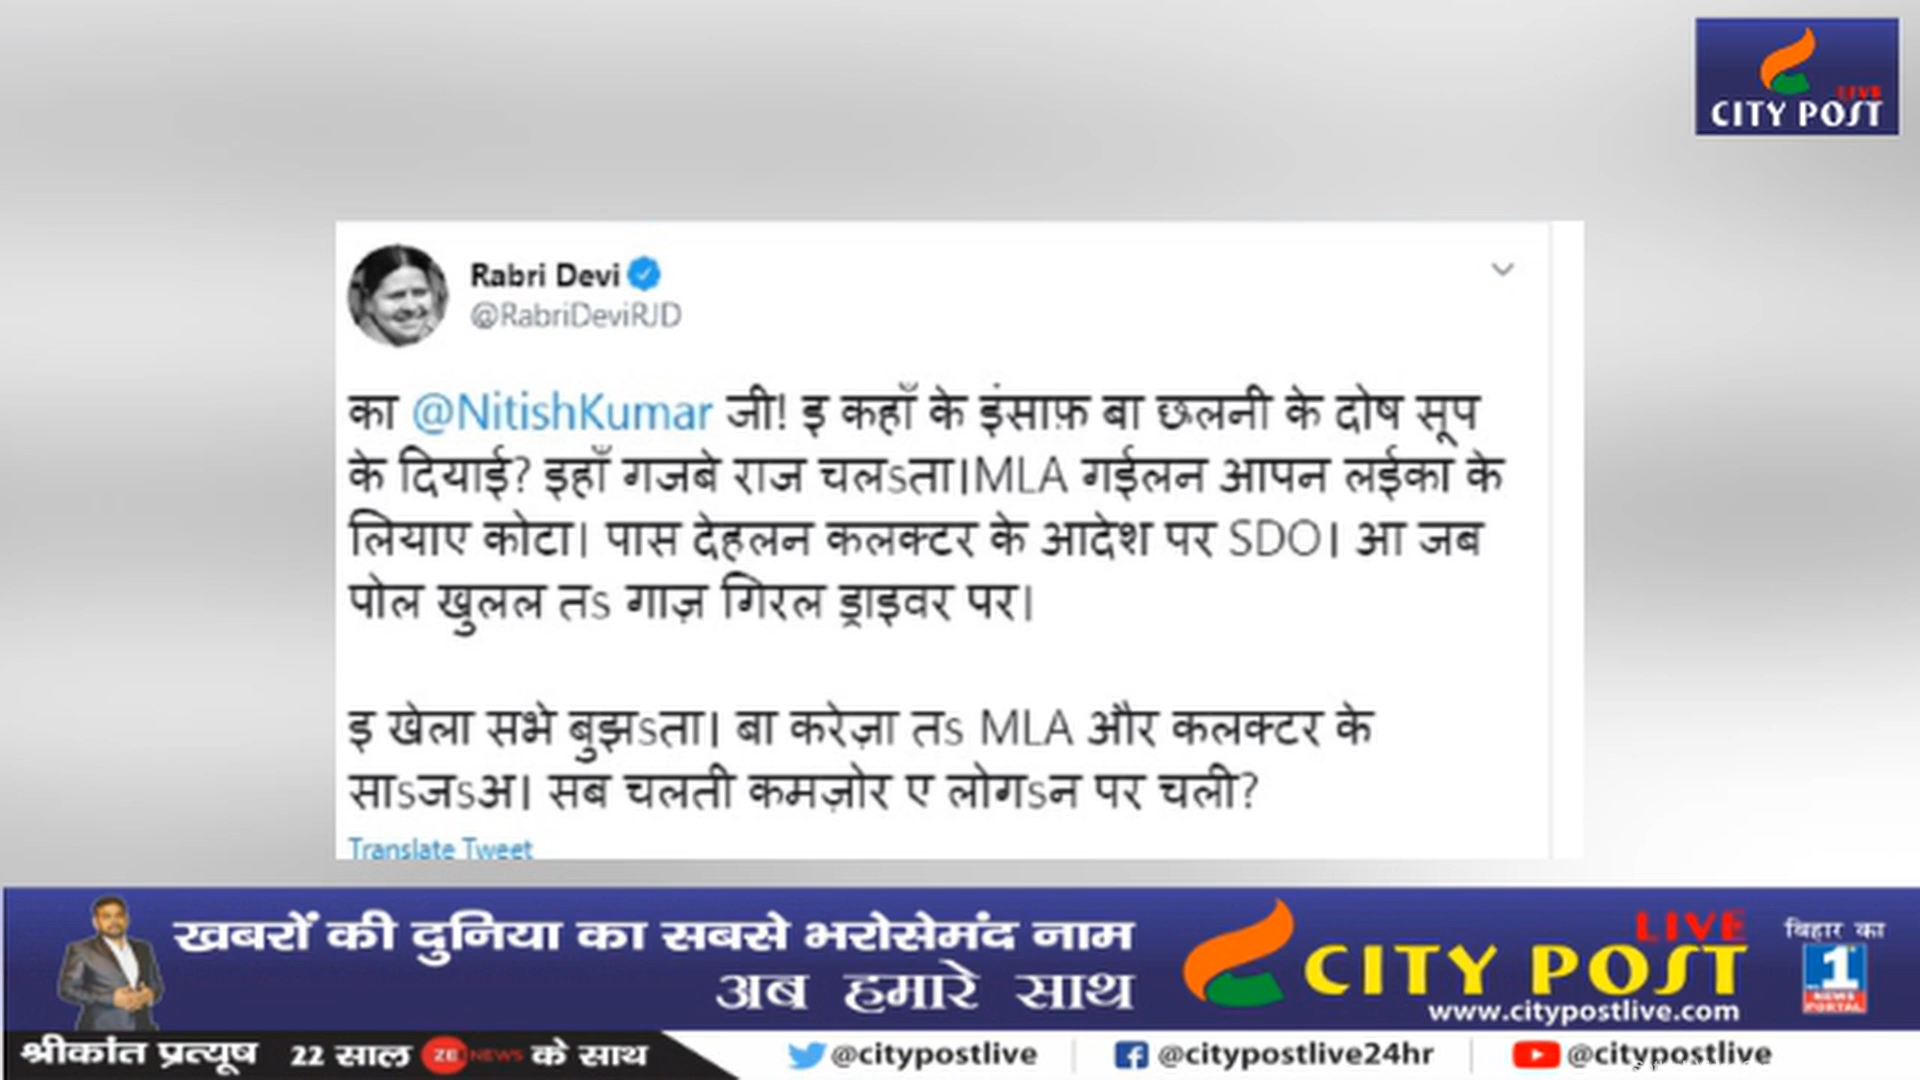 LIVE
CITY POST
Rabri Devi
@RabriDeviRJD
का @NitishKumar जी! इ कहाँ के इंसाफ़ बा छलनी के दोष सूप
के दियाई? इहाँ गजबे राज चलsता।MLA गईलन आपन लईका के
लियाए कोटा। पास देहलन कलक्टर के आदेश पर SDO। आ जब
पोल खुलल तs गाज़ गिरल ड्राइवर पर।
इ खेला सभे बुझsता। बा करेज़ा तs MLA और कलक्टर के
साsजsअ। सब चलती कमज़ोर ए लोगsन पर चली?
Translate Tweet
खबरों की दुनिया का सबसे भरोसेमंद नाम
अब हमारे साथ
LIVE
CITY POST
www.citypostlive.com
बिहार का
No. 1
NEWS
PORTAL
श्रीकांत प्रत्यूष 22 साल ZEE NEWS के साथ
@citypostlive
@citypostlive24hr
@citypostlive